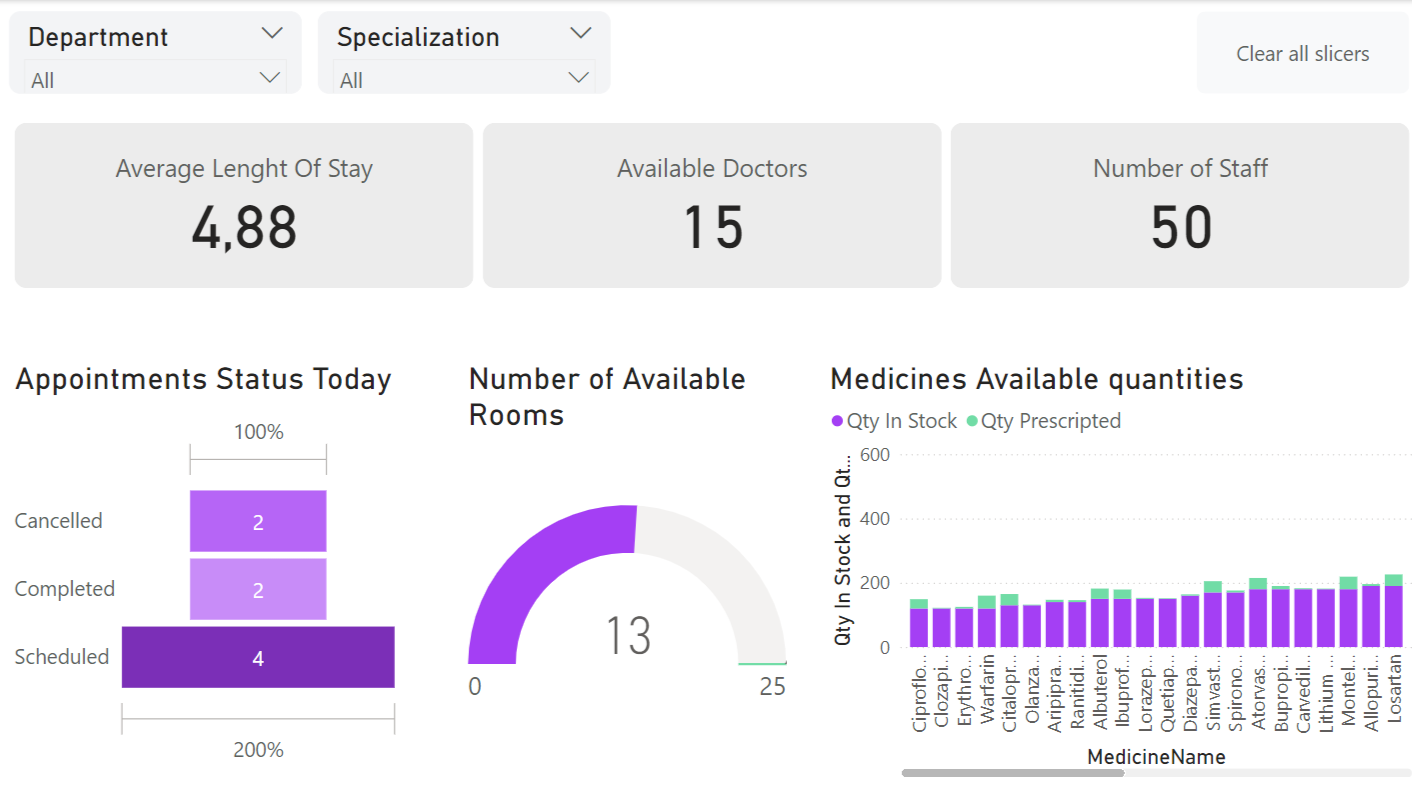 Department
All
Specialization
All
Clear all slicers
Average Lenght Of Stay
4,88
Available Doctors
15
Number of Staff
50
Appointments Status Today
100%
Cancelled
2
Completed
2
Scheduled
4
200%
Number of Available
Rooms
13
0
25
Medicines Available quantities
Qty In Stock
Qty Prescripted
Qty In Stock and Qt...
600
400
200
0
Ciproflo...
Clozapi...
Erythro...
Warfarin
Citalopr...
Olanza...
Aripipra...
Ranitidi...
Albuterol
Ibuprof...
Lorazep...
Quetiap...
Diazepa...
Simvast...
Spirono...
Atorvas...
Bupropi...
Carvedil...
Lithium ...
Montel...
Allopuri...
Losartan
MedicineName